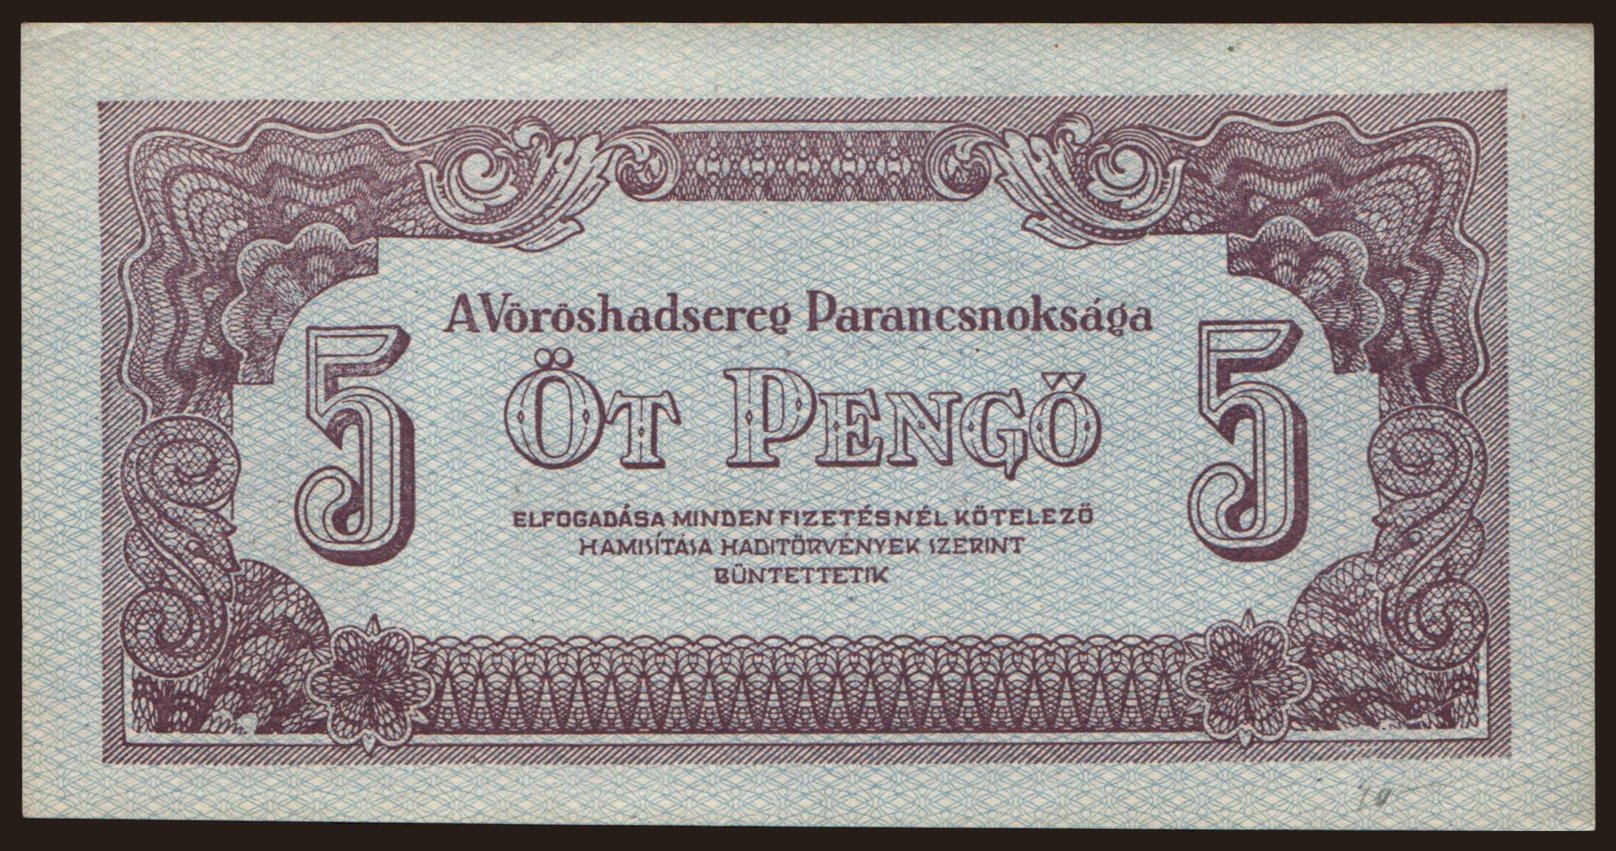 A Vöröshadsereg Parancsnoksága
5 ÖT PENGŐ 5
ELFOGADÁSA MINDEN FIZETÉSNÉL KÖTELEZŐ
HAMISÍTÁSA HADITÖRVÉNYEK SZERINT
BÜNTETTETIK